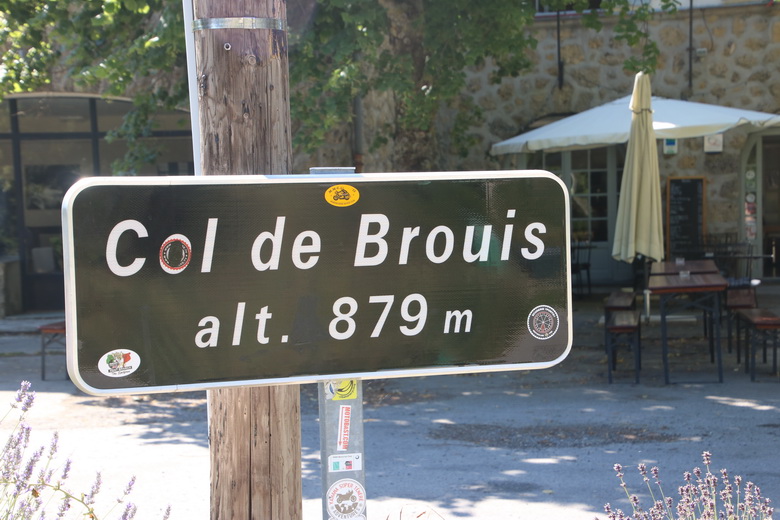 Col de Brouis
alt. 879 m